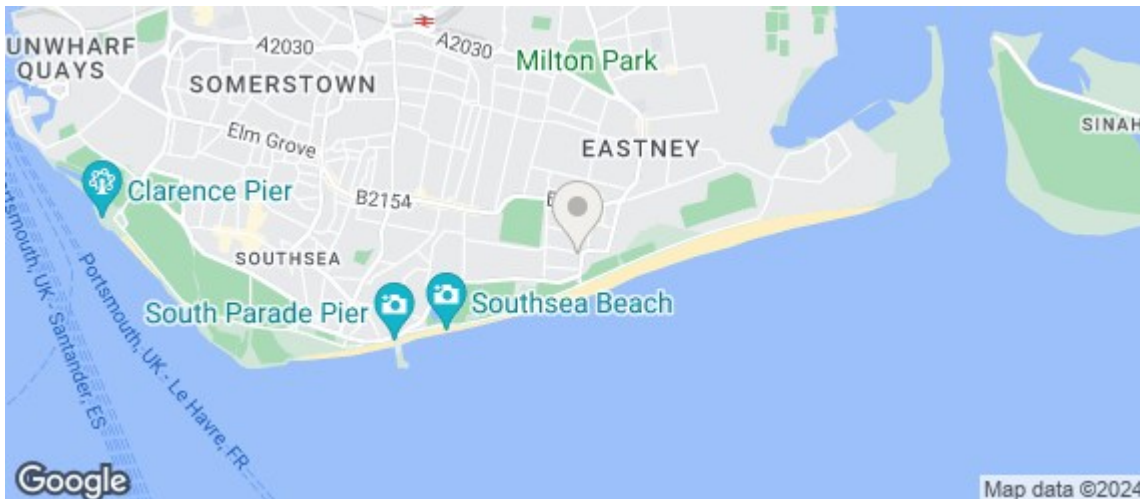 UNWHARF
QUAYS
A2030
A2030
Milton Park
SOMERSTOWN
Elm Grove
EASTNEY
SINAH
Clarence Pier
B2154
SOUTHSEA
South Parade Pier
Southsea Beach
Portsmouth, UK - Santander, ES
Portsmouth, UK - Le Havre, FR
Google
Map data ©2024